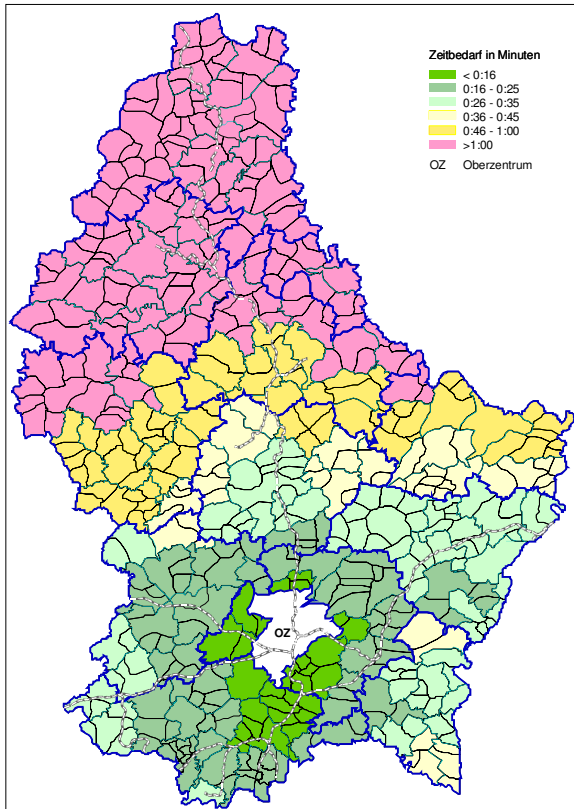 Zeitbedarf in Minuten
< 0:16
0:16 - 0:25
0:26 - 0:35
0:36 - 0:45
0:46 - 1:00
>1:00
OZ Oberzentrum
OZ